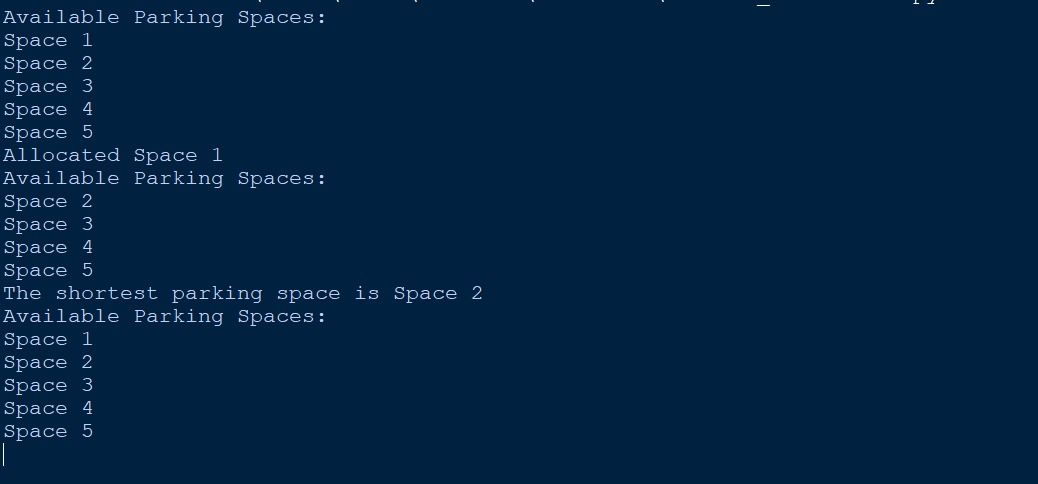 Available Parking Spaces:
Space 1
Space 2
Space 3
Space 4
Space 5
Allocated Space 1
Available Parking Spaces:
Space 2
Space 3
Space 4
Space 5
The shortest parking space is Space 2
Available Parking Spaces:
Space 1
Space 2
Space 3
Space 4
Space 5